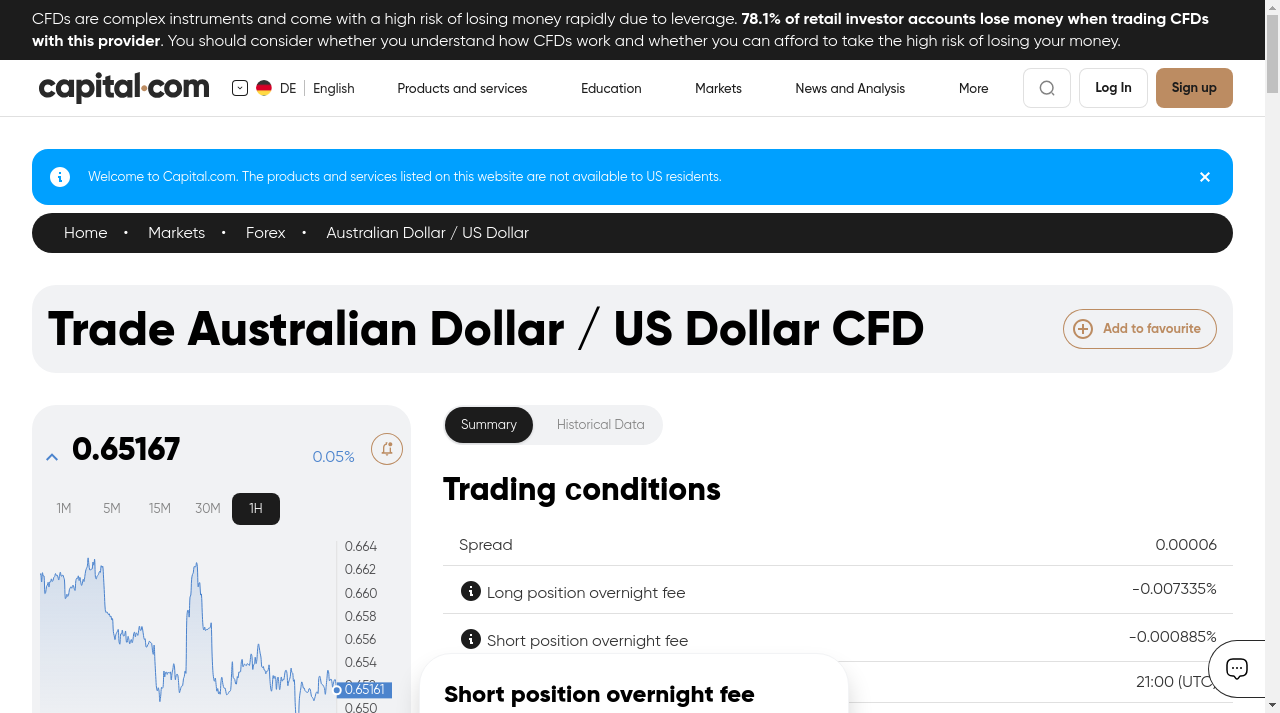 CFDs are complex instruments and come with a high risk of losing money rapidly due to leverage. 78.1% of retail investor accounts lose money when trading CFDs
with this provider. You should consider whether you understand how CFDs work and whether you can afford to take the high risk of losing your money.
capital.com
DE
English
Products and services
Education
Markets
News and Analysis
More
Log In
Sign up
Welcome to Capital.com. The products and services listed on this website are not available to US residents.
Home • Markets • Forex • Australian Dollar / US Dollar
Trade Australian Dollar / US Dollar CFD
Add to favourite
0.65167
0.05%
1M
5M
15M
30M
1H
0.664
0.662
0.660
0.658
0.656
0.654
0.65161
0.650
Summary
Historical Data
Trading conditions
Spread 0.00006
Long position overnight fee -0.007335%
Short position overnight fee -0.000885%
21:00 (UTC)
Short position overnight fee